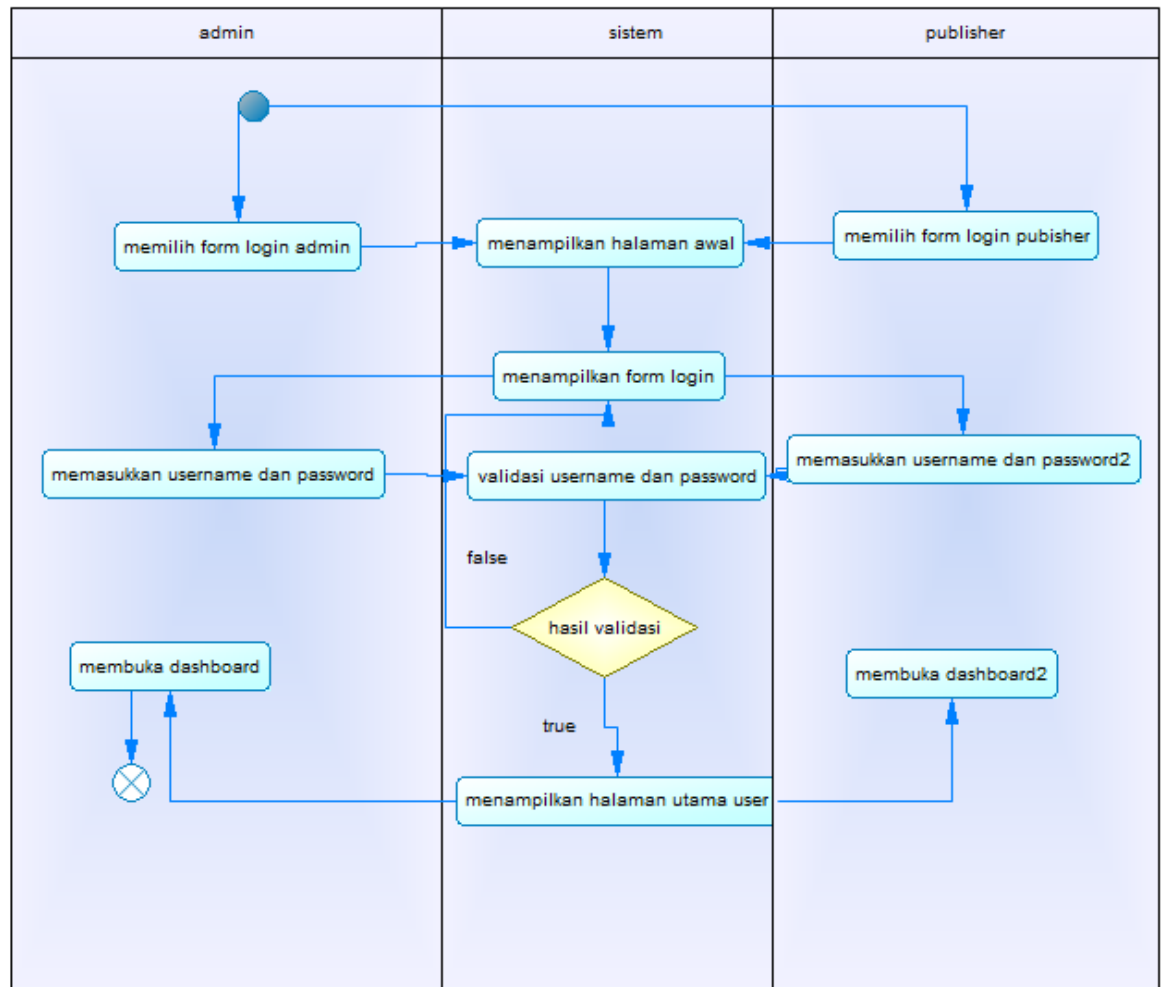 admin
sistem
publisher
memilih form login admin
menampilkan halaman awal
memilih form login pubisher
menampilkan form login
memasukkan username dan password
validasi username dan password
memasukkan username dan password2
false
hasil validasi
membuka dashboard
membuka dashboard2
true
menampilkan halaman utama user